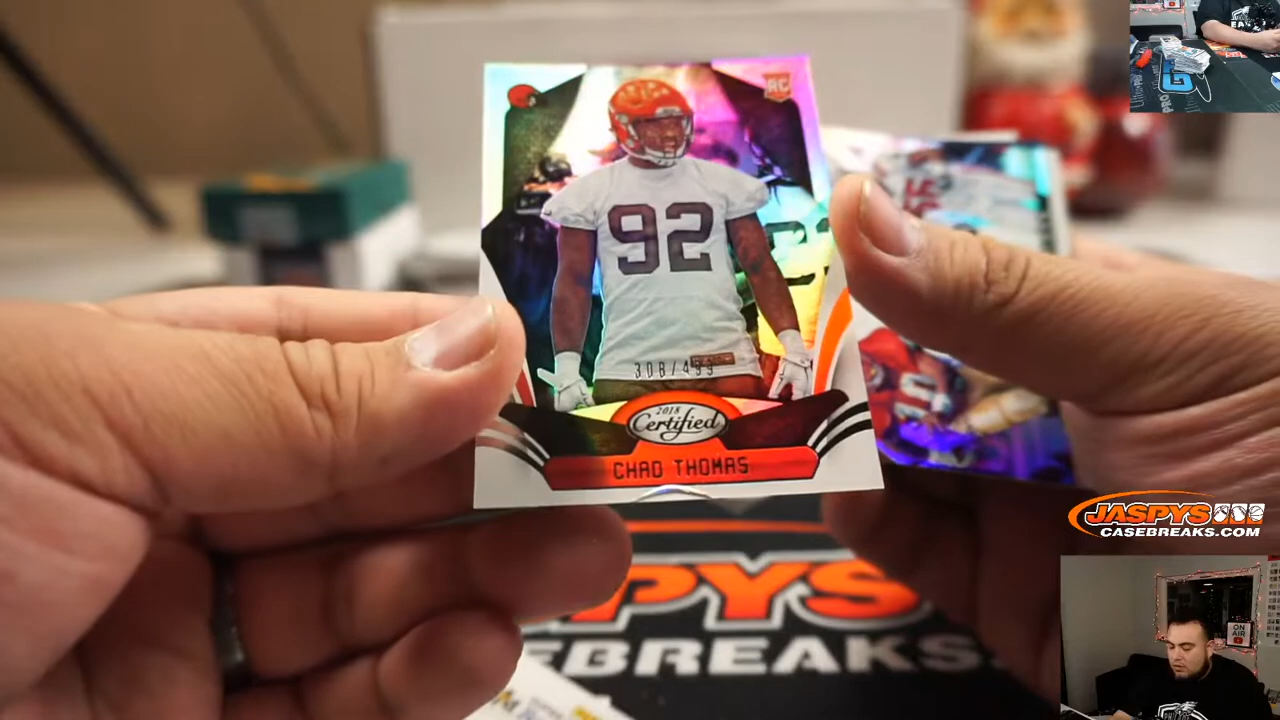 RC
92
308/499
2018
Certified
CHAD THOMAS
JASPYS
CASEBREAKS.COM
ON
AIR
PYS
EBREAKS